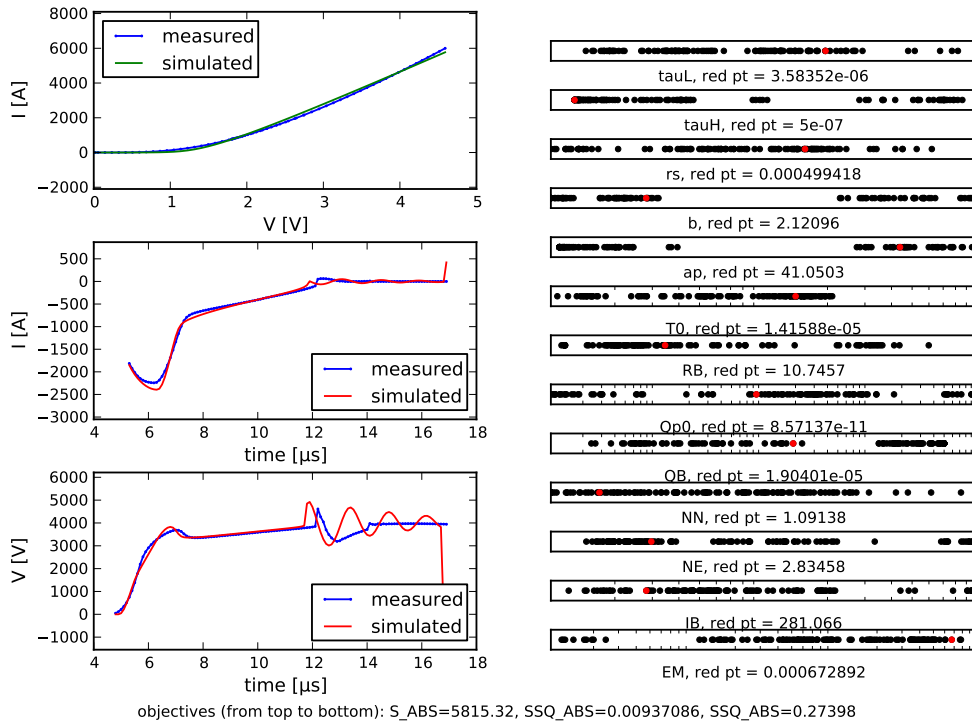 6000
4000
2000
0
−2000
I [A]
measured
simulated
0 1 2 3 4 5
V [V]
500
0
−500
−1000
−1500
−2000
−2500
−3000
I [A]
measured
simulated
4 6 8 10 12 14 16 18
time [μs]
6000
5000
4000
3000
2000
1000
0
−1000
V [V]
measured
simulated
4 6 8 10 12 14 16 18
time [μs]
tauL, red pt = 3.58352e-06
tauH, red pt = 5e-07
rs, red pt = 0.000499418
b, red pt = 2.12096
ap, red pt = 41.0503
T0, red pt = 1.41588e-05
RB, red pt = 10.7457
Qp0, red pt = 8.57137e-11
QB, red pt = 1.90401e-05
NN, red pt = 1.09138
NE, red pt = 2.83458
IB, red pt = 281.066
EM, red pt = 0.000672892
objectives (from top to bottom): S_ABS=5815.32, SSQ_ABS=0.00937086, SSQ_ABS=0.27398